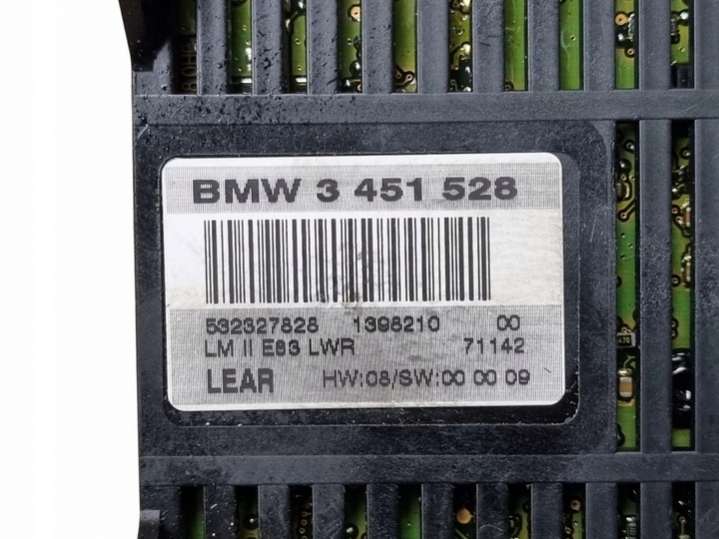 BMW 3 451 528
532327828 1398210 00
LM II E83 LWR 71142
LEAR HW:08/SW:00 00 09